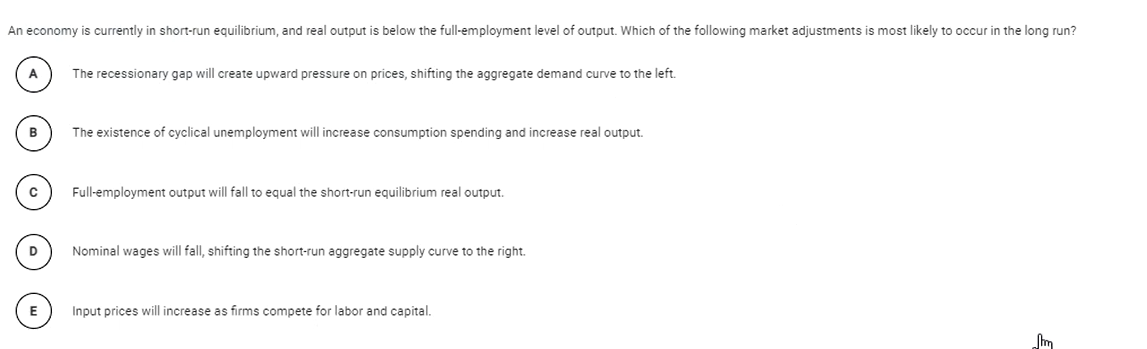 An economy is currently in short-run equilibrium, and real output is below the full-employment level of output. Which of the following market adjustments is most likely to occur in the long run?
A The recessionary gap will create upward pressure on prices, shifting the aggregate demand curve to the left.
B The existence of cyclical unemployment will increase consumption spending and increase real output.
C Full-employment output will fall to equal the short-run equilibrium real output.
D Nominal wages will fall, shifting the short-run aggregate supply curve to the right.
E Input prices will increase as firms compete for labor and capital.